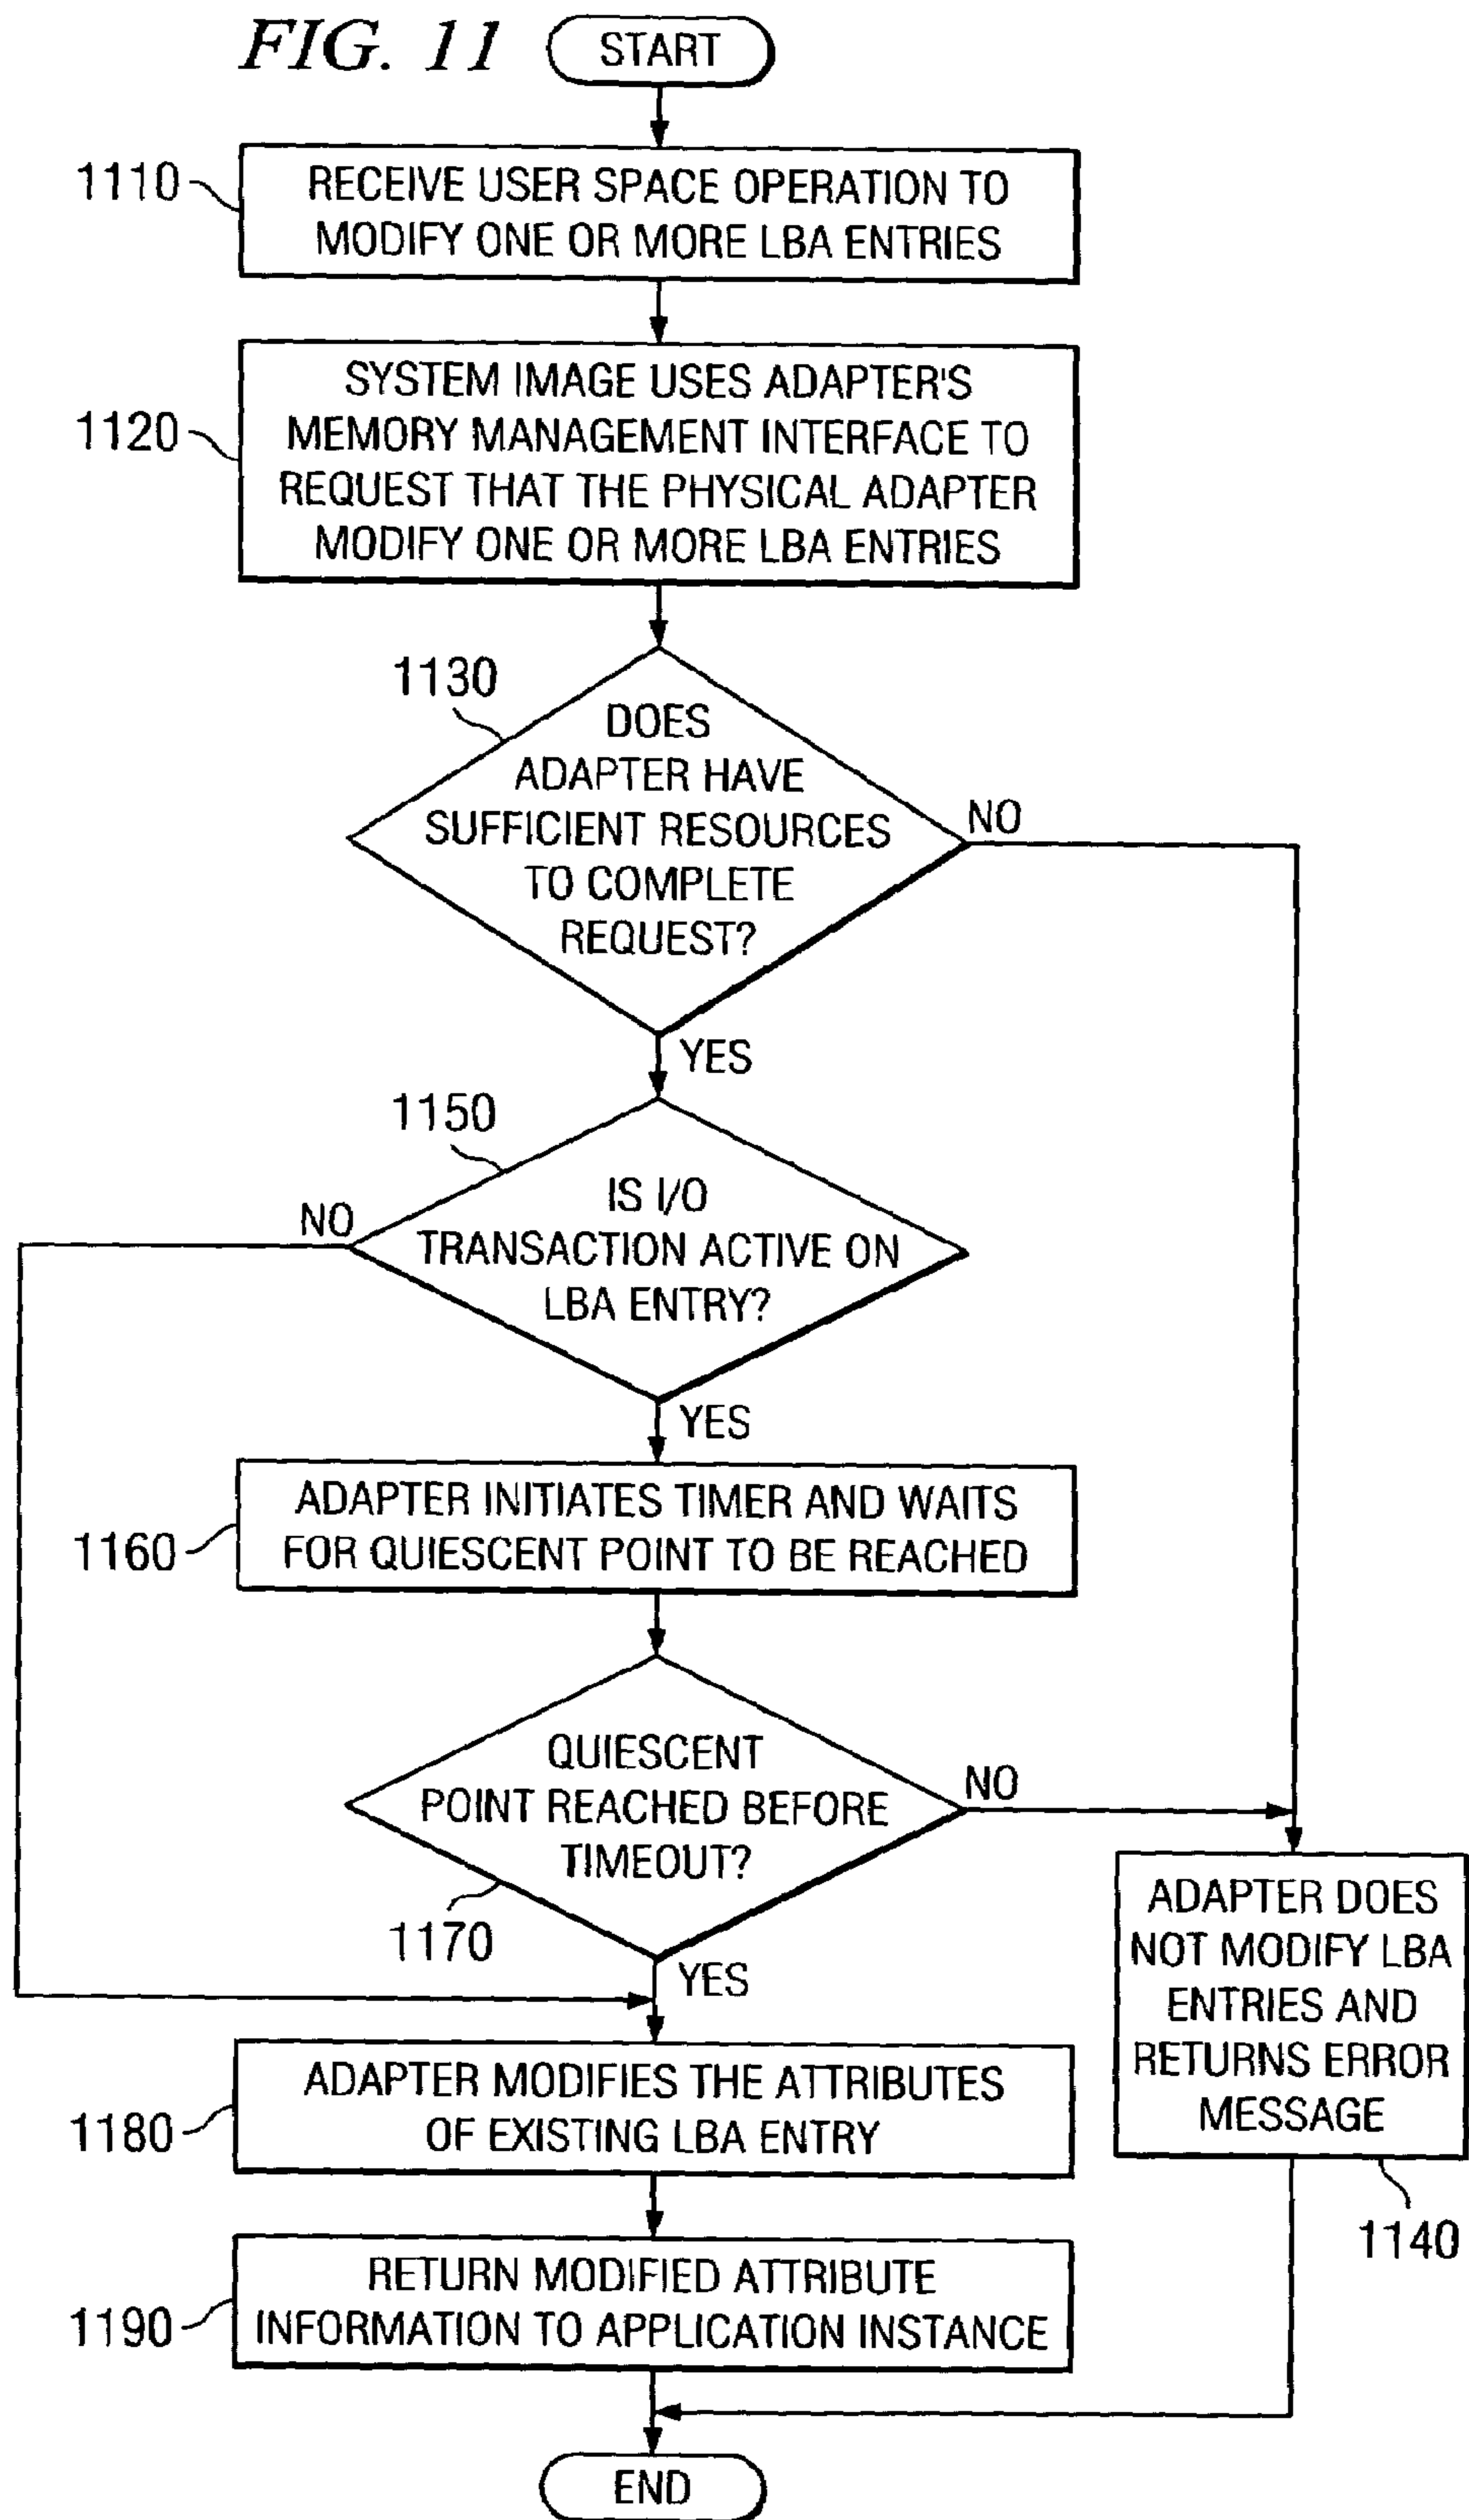 FIG. 11
START
1110
RECEIVE USER SPACE OPERATION TO
MODIFY ONE OR MORE LBA ENTRIES
1120
SYSTEM IMAGE USES ADAPTER'S
MEMORY MANAGEMENT INTERFACE TO
REQUEST THAT THE PHYSICAL ADAPTER
MODIFY ONE OR MORE LBA ENTRIES
1130
DOES
ADAPTER HAVE
SUFFICIENT RESOURCES
TO COMPLETE
REQUEST?
NO
YES
1150
IS I/O
TRANSACTION ACTIVE ON
LBA ENTRY?
NO
YES
1160
ADAPTER INITIATES TIMER AND WAITS
FOR QUIESCENT POINT TO BE REACHED
QUIESCENT
POINT REACHED BEFORE
TIMEOUT?
NO
1170
YES
ADAPTER DOES
NOT MODIFY LBA
ENTRIES AND
RETURNS ERROR
MESSAGE
1140
1180
ADAPTER MODIFIES THE ATTRIBUTES
OF EXISTING LBA ENTRY
1190
RETURN MODIFIED ATTRIBUTE
INFORMATION TO APPLICATION INSTANCE
END